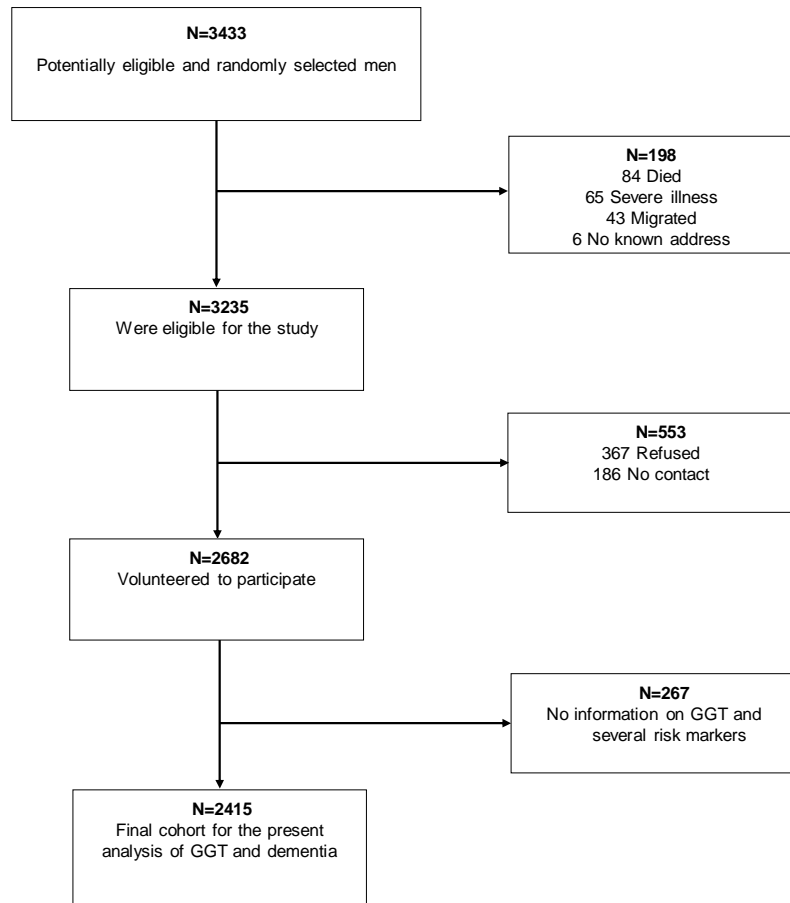 N=3433
Potentially eligible and randomly selected men
N=198
84 Died
65 Severe illness
43 Migrated
6 No known address
N=3235
Were eligible for the study
N=553
367 Refused
186 No contact
N=2682
Volunteered to participate
N=267
No information on GGT and
several risk markers
N=2415
Final cohort for the present
analysis of GGT and dementia